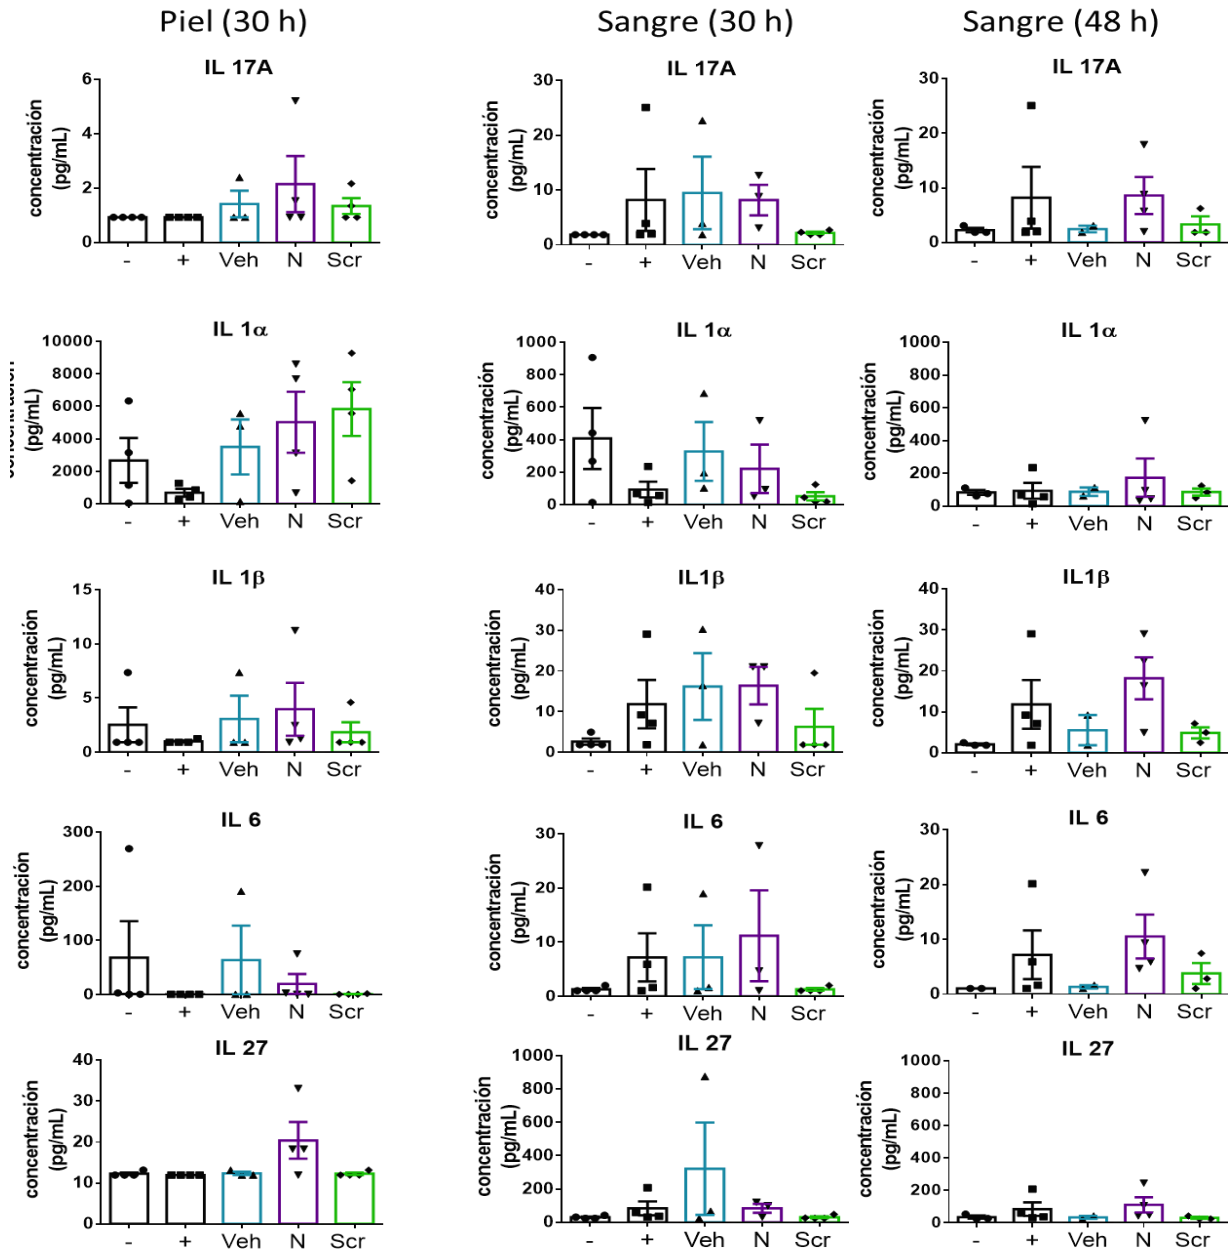 Piel (30 h)
Sangre (30 h)
Sangre (48 h)
IL 17A
concentración
(pg/mL)
6
4
2
0
- + Veh N Scr
IL 17A
concentración
(pg/mL)
30
20
10
0
- + Veh N Scr
IL 17A
concentración
(pg/mL)
30
20
10
0
- + Veh N Scr
IL 1α
(pg/mL)
10000
8000
6000
4000
2000
0
- + Veh N Scr
IL 1α
concentración
(pg/mL)
1000
800
600
400
200
0
- + Veh N Scr
IL 1α
concentración
(pg/mL)
1000
800
600
400
200
0
- + Veh N Scr
IL 1β
concentración
(pg/mL)
15
10
5
0
- + Veh N Scr
IL1β
concentración
(pg/mL)
40
30
20
10
0
- + Veh N Scr
IL1β
concentración
(pg/mL)
40
30
20
10
0
- + Veh N Scr
IL 6
concentración
(pg/mL)
300
200
100
0
- + Veh N Scr
IL 6
concentración
(pg/mL)
30
20
10
0
- + Veh N Scr
IL 6
concentración
(pg/mL)
30
20
10
0
- + Veh N Scr
IL 27
concentración
(pg/mL)
40
30
20
10
0
- + Veh N Scr
IL 27
concentración
(pg/mL)
1000
800
600
400
200
0
- + Veh N Scr
IL 27
concentración
(pg/mL)
1000
800
600
400
200
0
- + Veh N Scr